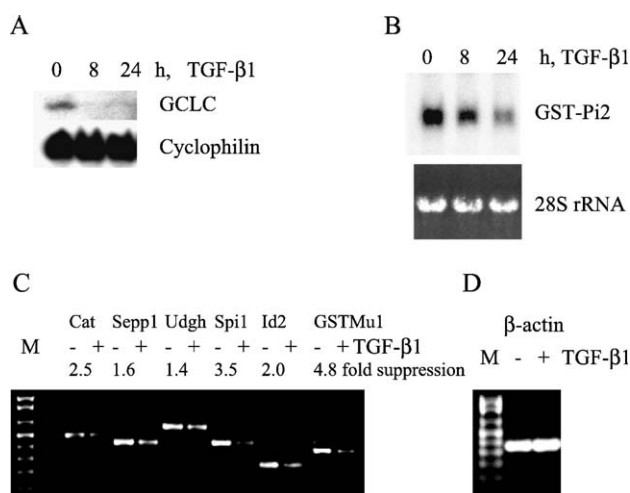 A
0 8 24 h, TGF-β1
GCLC
Cyclophilin
B
0 8 24 h, TGF-β1
GST-Pi2
28S rRNA
C
Cat Sepp1 Udgh Spi1 Id2 GSTMu1
M - + - + - + - + - + - + TGF-β1
2.5 1.6 1.4 3.5 2.0 4.8 fold suppression
D
β-actin
M - + TGF-β1